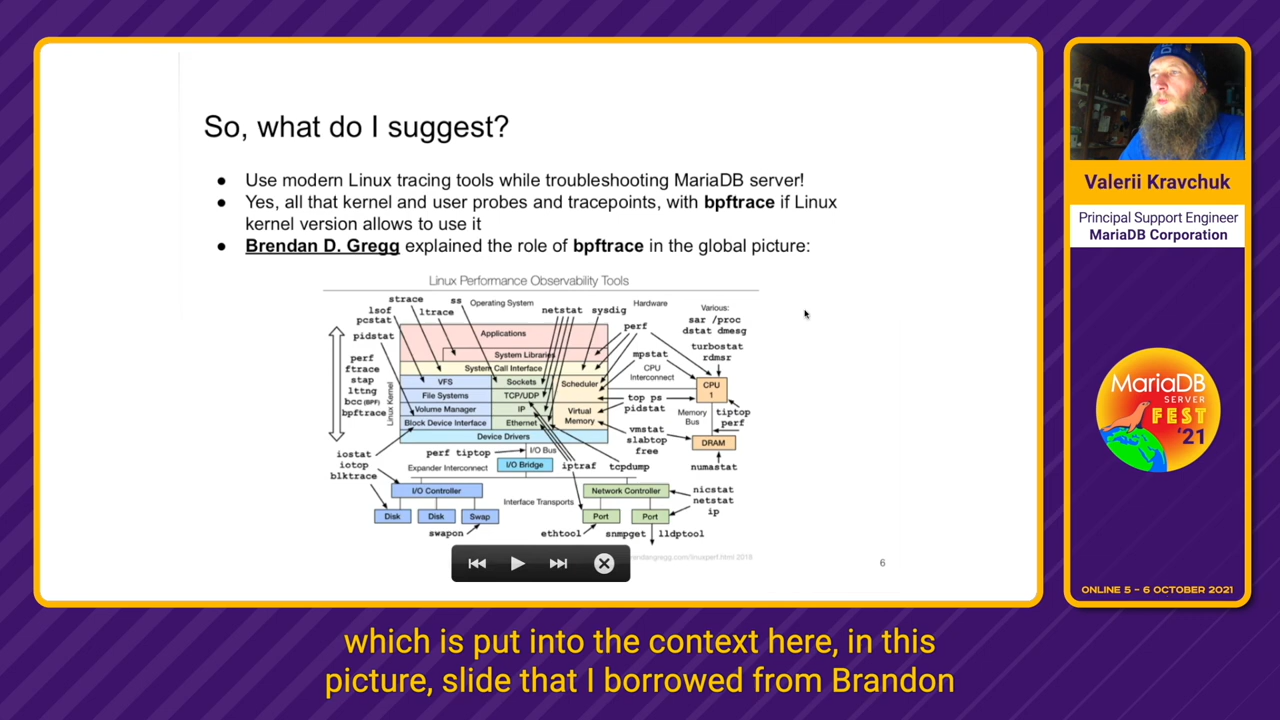 So, what do I suggest?
● Use modern Linux tracing tools while troubleshooting MariaDB server!
● Yes, all that kernel and user probes and tracepoints, with bpftrace if Linux
kernel version allows to use it
● Brendan D. Gregg explained the role of bpftrace in the global picture:
Linux Performance Observability Tools
strace
ss
Operating System
netstat
sysdig
Hardware
Various:
lsof
ltrace
pcstat
perf
sar /proc
dstat dmesg
pidstat
Applications
turbostat
rdmsr
System Libraries
mpstat
System Call Interface
CPU
Interconnect
perf
ftrace
stap
lttng
bcc (BPF)
bpftrace
Linux Kernel
VFS
Sockets
Scheduler
File Systems
TCP/UDP
Volume Manager
IP
Virtual
Memory
Block Device Interface
Ethernet
Device Drivers
CPU
1
top ps
pidstat
Memory
Bus
tiptop
perf
vmstat
slabtop
free
DRAM
iostat
iotop
blktrace
perf tiptop
I/O Bus
Expander Interconnect
I/O Bridge
iptraf
tcpdump
numastat
I/O Controller
Interface Transports
Network Controller
nicstat
netstat
ip
Disk
Disk
Swap
Port
Port
swapon
ethtool
snmpget
lldptool
6
Valerii Kravchuk
Principal Support Engineer
MariaDB Corporation
MariaDB
SERVER
FEST
'21
ONLINE 5 – 6 OCTOBER 2021
which is put into the context here, in this
picture, slide that I borrowed from Brandon